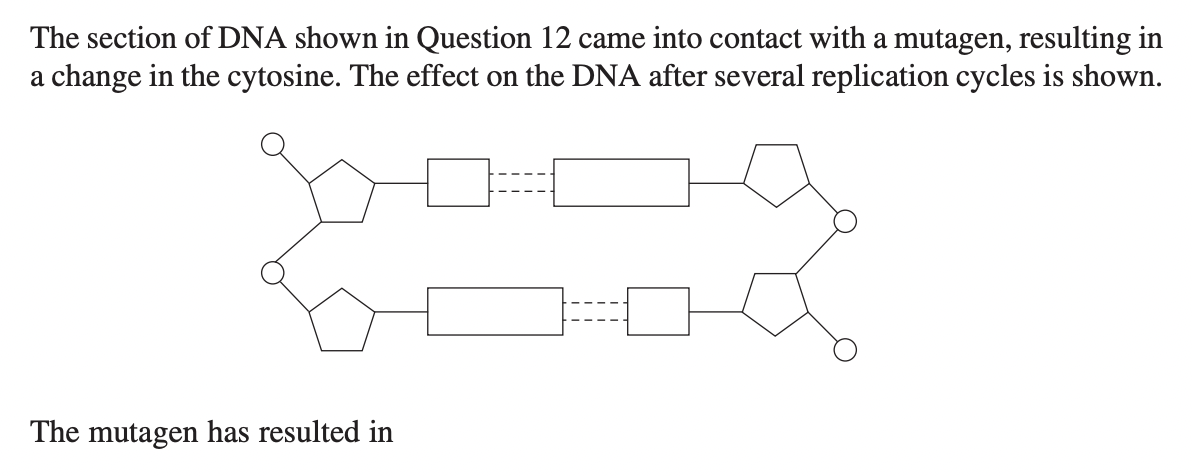 The section of DNA shown in Question 12 came into contact with a mutagen, resulting in
a change in the cytosine. The effect on the DNA after several replication cycles is shown.
The mutagen has resulted in